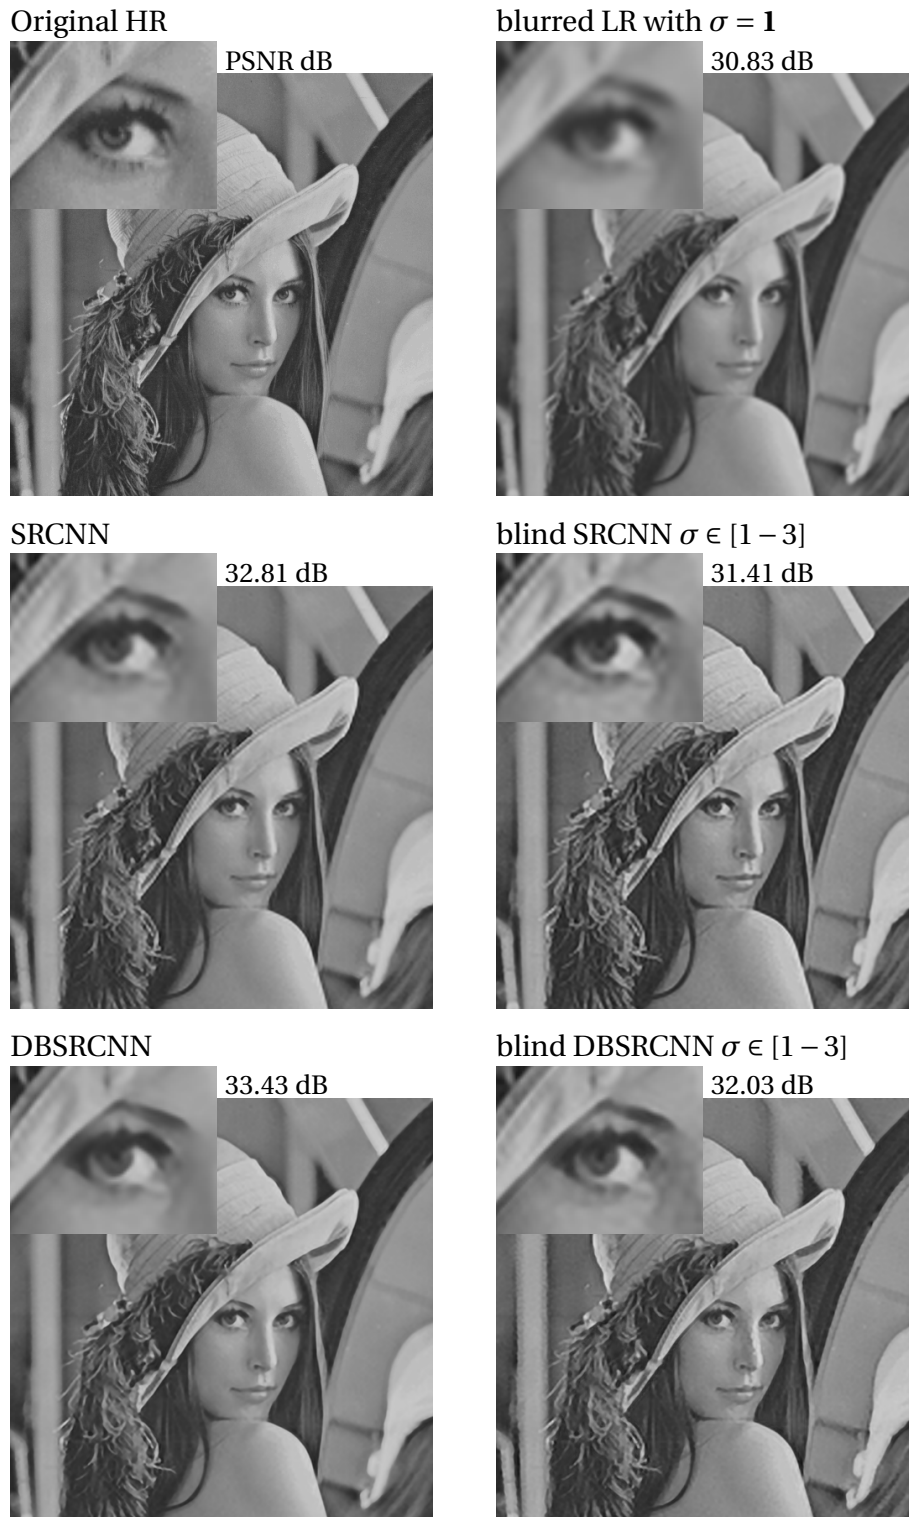 Original HR
PSNR dB
blurred LR with σ = 1
30.83 dB
SRCNN
32.81 dB
blind SRCNN σ ∈ [1 – 3]
31.41 dB
DBSRCNN
33.43 dB
blind DBSRCNN σ ∈ [1 – 3]
32.03 dB